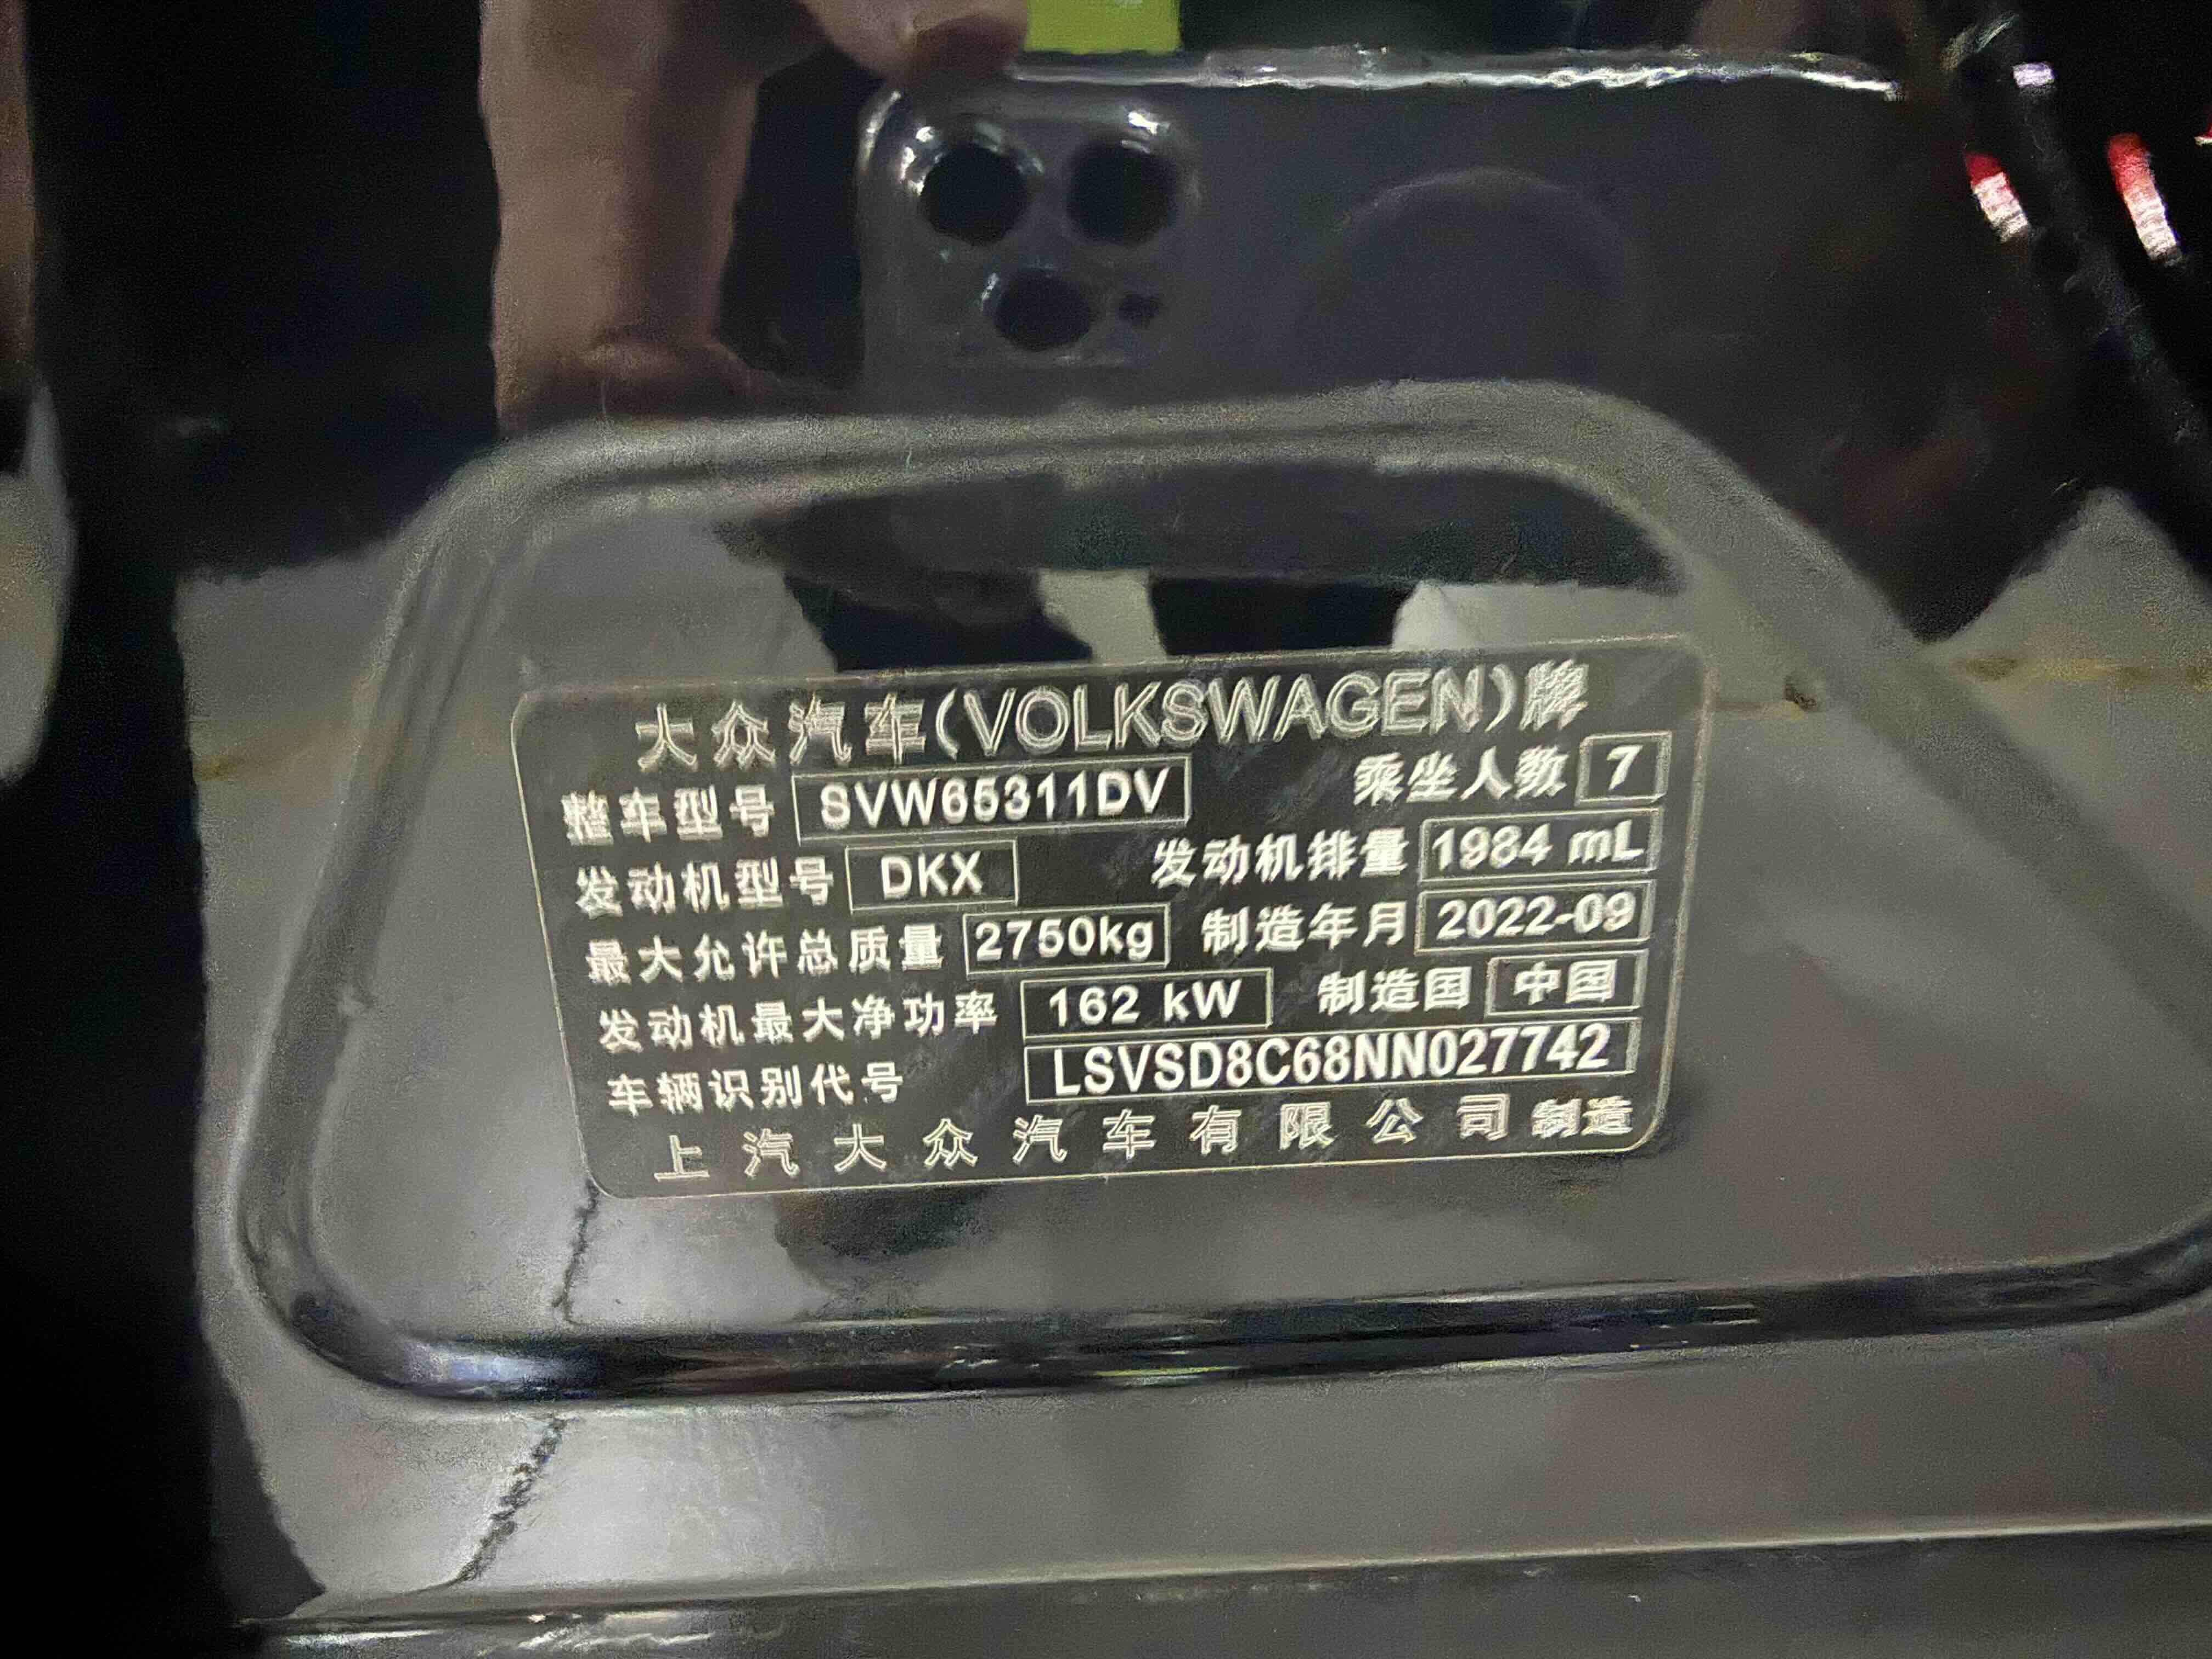 大众汽车(VOLKSWAGEN)牌
整车型号 SVW65311DV 乘坐人数 7
发动机型号 DKX 发动机排量 1984 mL
最大允许总质量 2750kg 制造年月 2022-09
发动机最大净功率 162 kW 制造国 中国
车辆识别代号 LSVSD8C68NN027742
上汽大众汽车有限公司制造